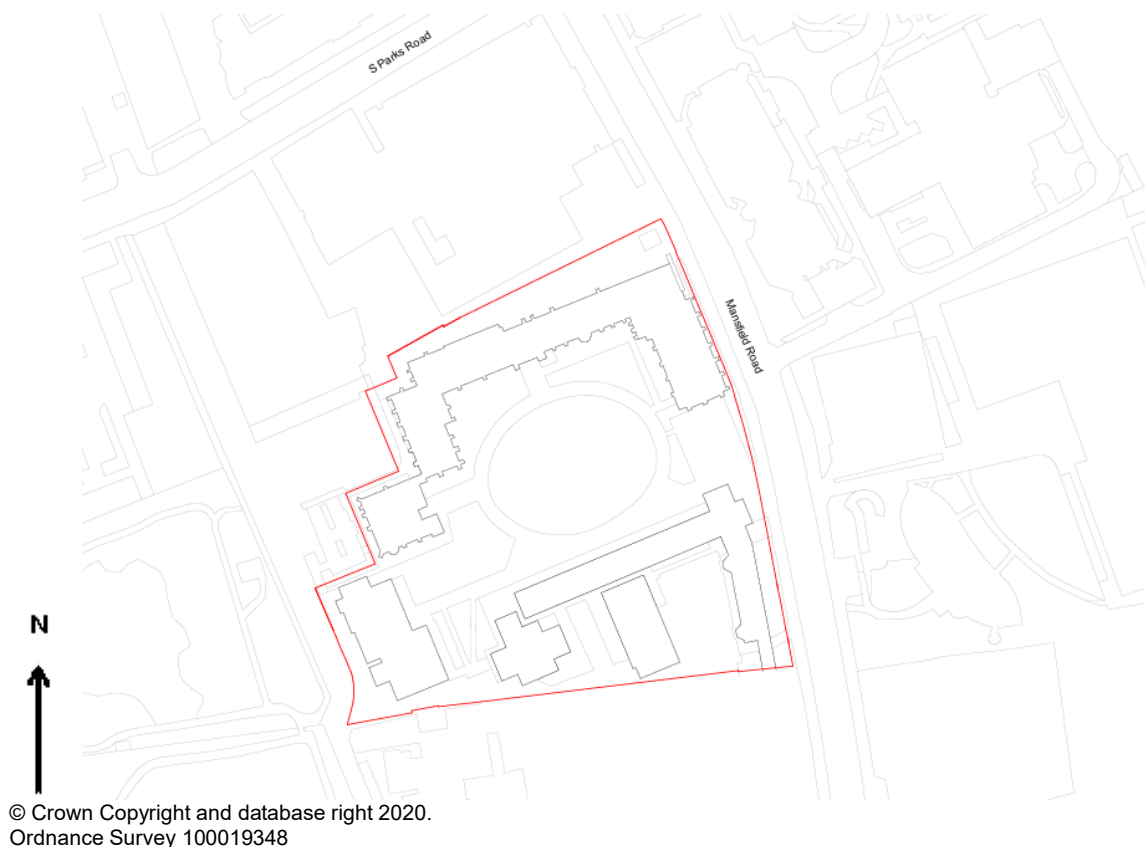 S Parks Road
Mansfield Road
N
© Crown Copyright and database right 2020.
Ordnance Survey 100019348